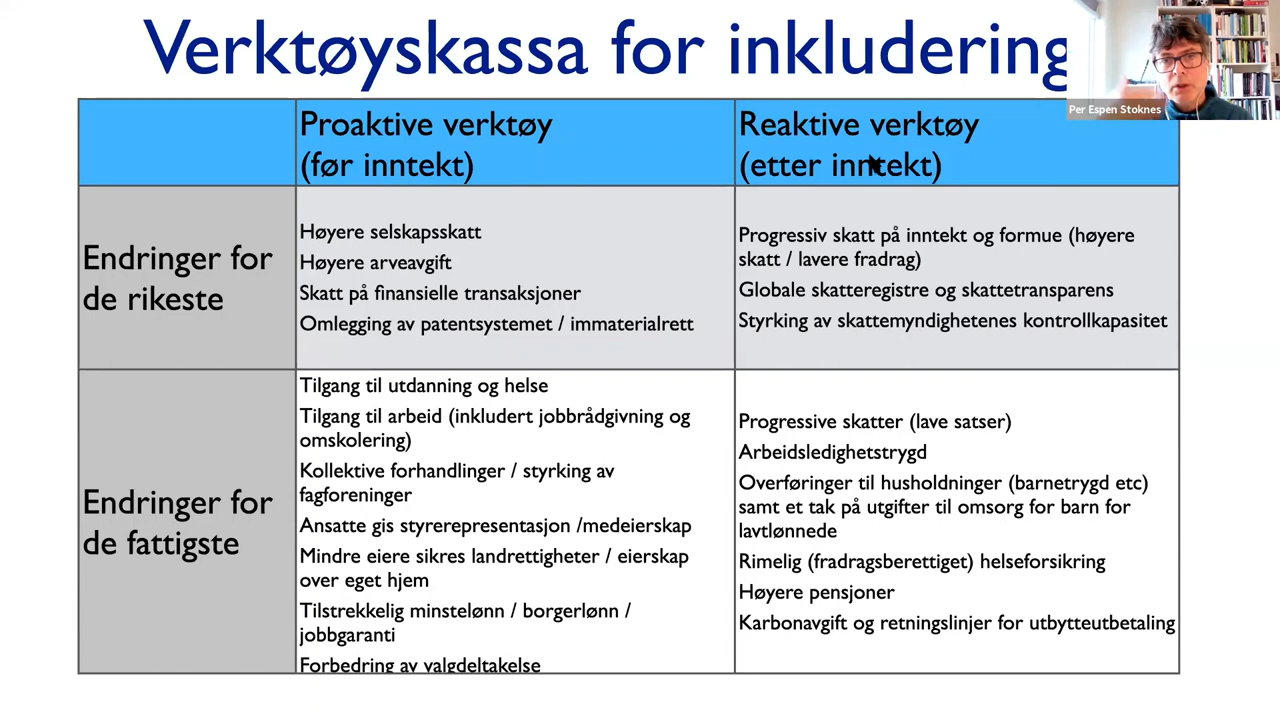 Verktøyskassa for inkludering
Per Espen Stoknes
Proaktive verktøy
(før inntekt)
Reaktive verktøy
(etter inntekt)
Endringer for
de rikeste
Høyere selskapsskatt
Høyere arveavgift
Skatt på finansielle transaksjoner
Omlegging av patentsystemet / immaterialrett
Progressiv skatt på inntekt og formue (høyere
skatt / lavere fradrag)
Globale skatteregistre og skattetransparens
Styrking av skattemyndighetenes kontrollkapasitet
Endringer for
de fattigste
Tilgang til utdanning og helse
Tilgang til arbeid (inkludert jobbrådgivning og
omskolering)
Kollektive forhandlinger / styrking av
fagforeninger
Ansatte gis styrerepresentasjon /medeierskap
Mindre eiere sikres landrettigheter / eierskap
over eget hjem
Tilstrekkelig minstelønn / borgerlønn /
jobbgaranti
Forbedring av valgdeltakelse
Progressive skatter (lave satser)
Arbeidsledighetstrygd
Overføringer til husholdninger (barnetrygd etc)
samt et tak på utgifter til omsorg for barn for
lavtlønnede
Rimelig (fradragsberettiget) helseforsikring
Høyere pensjoner
Karbonavgift og retningslinjer for utbytteutbetaling